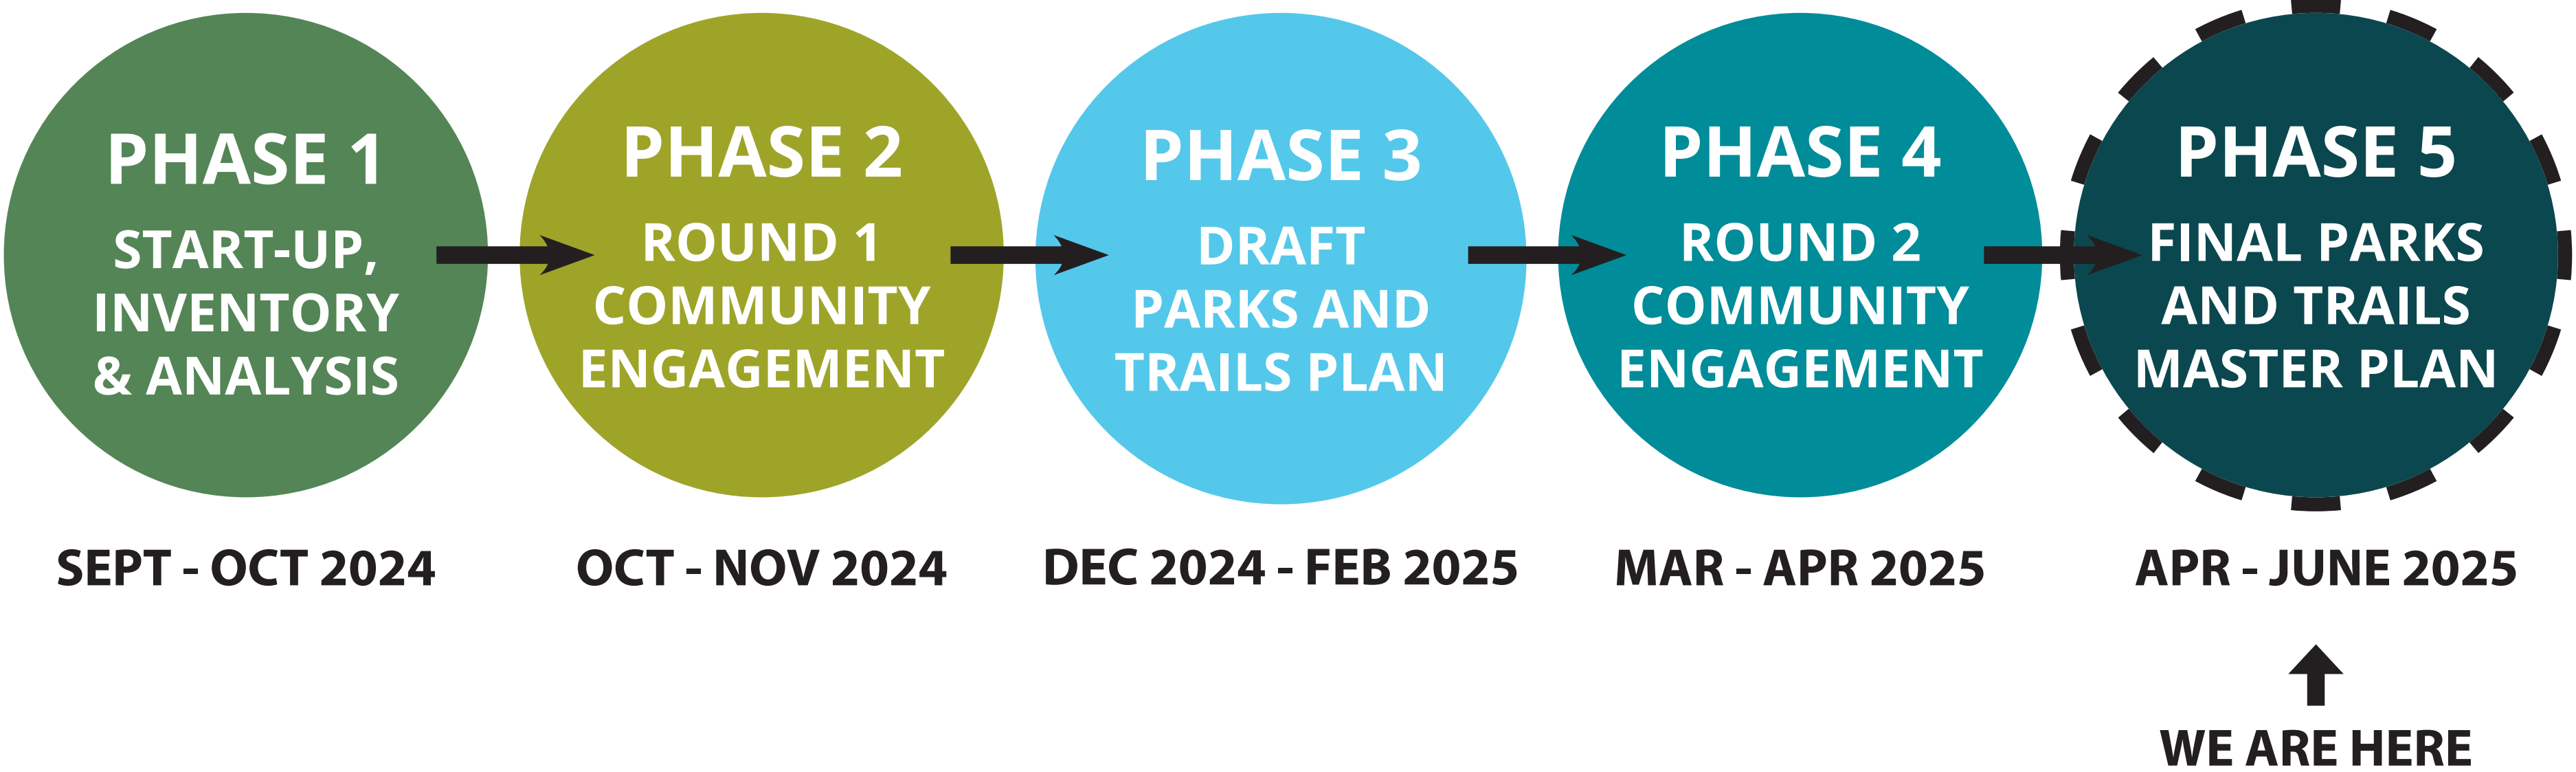 PHASE 1
START-UP,
INVENTORY
& ANALYSIS
SEPT - OCT 2024
PHASE 2
ROUND 1
COMMUNITY
ENGAGEMENT
OCT - NOV 2024
PHASE 3
DRAFT
PARKS AND
TRAILS PLAN
DEC 2024 - FEB 2025
PHASE 4
ROUND 2
COMMUNITY
ENGAGEMENT
MAR - APR 2025
PHASE 5
FINAL PARKS
AND TRAILS
MASTER PLAN
APR - JUNE 2025
WE ARE HERE